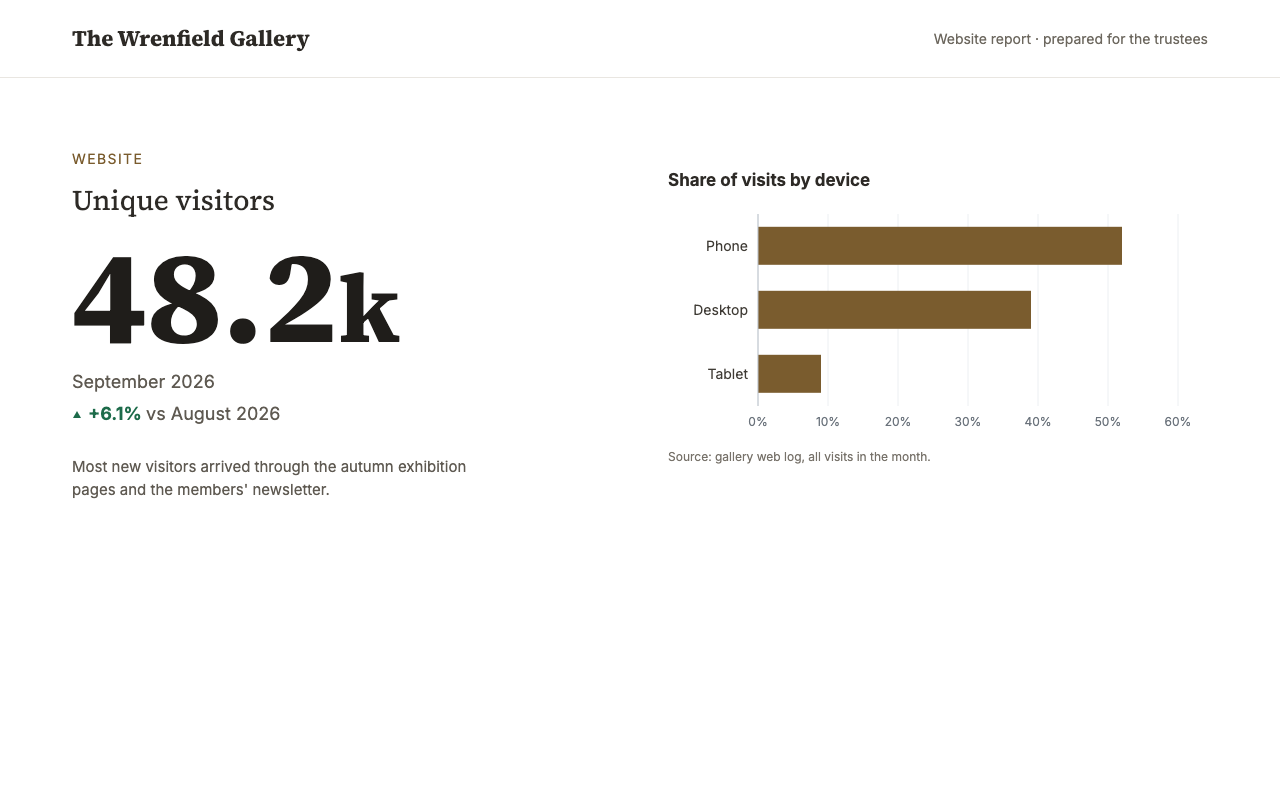 The Wrenfield Gallery
Website report · prepared for the trustees
WEBSITE
Unique visitors
48.2k
September 2026
▲ +6.1% vs August 2026
Most new visitors arrived through the autumn exhibition
pages and the members' newsletter.
Share of visits by device
Phone
Desktop
Tablet
0% 10% 20% 30% 40% 50% 60%
Source: gallery web log, all visits in the month.